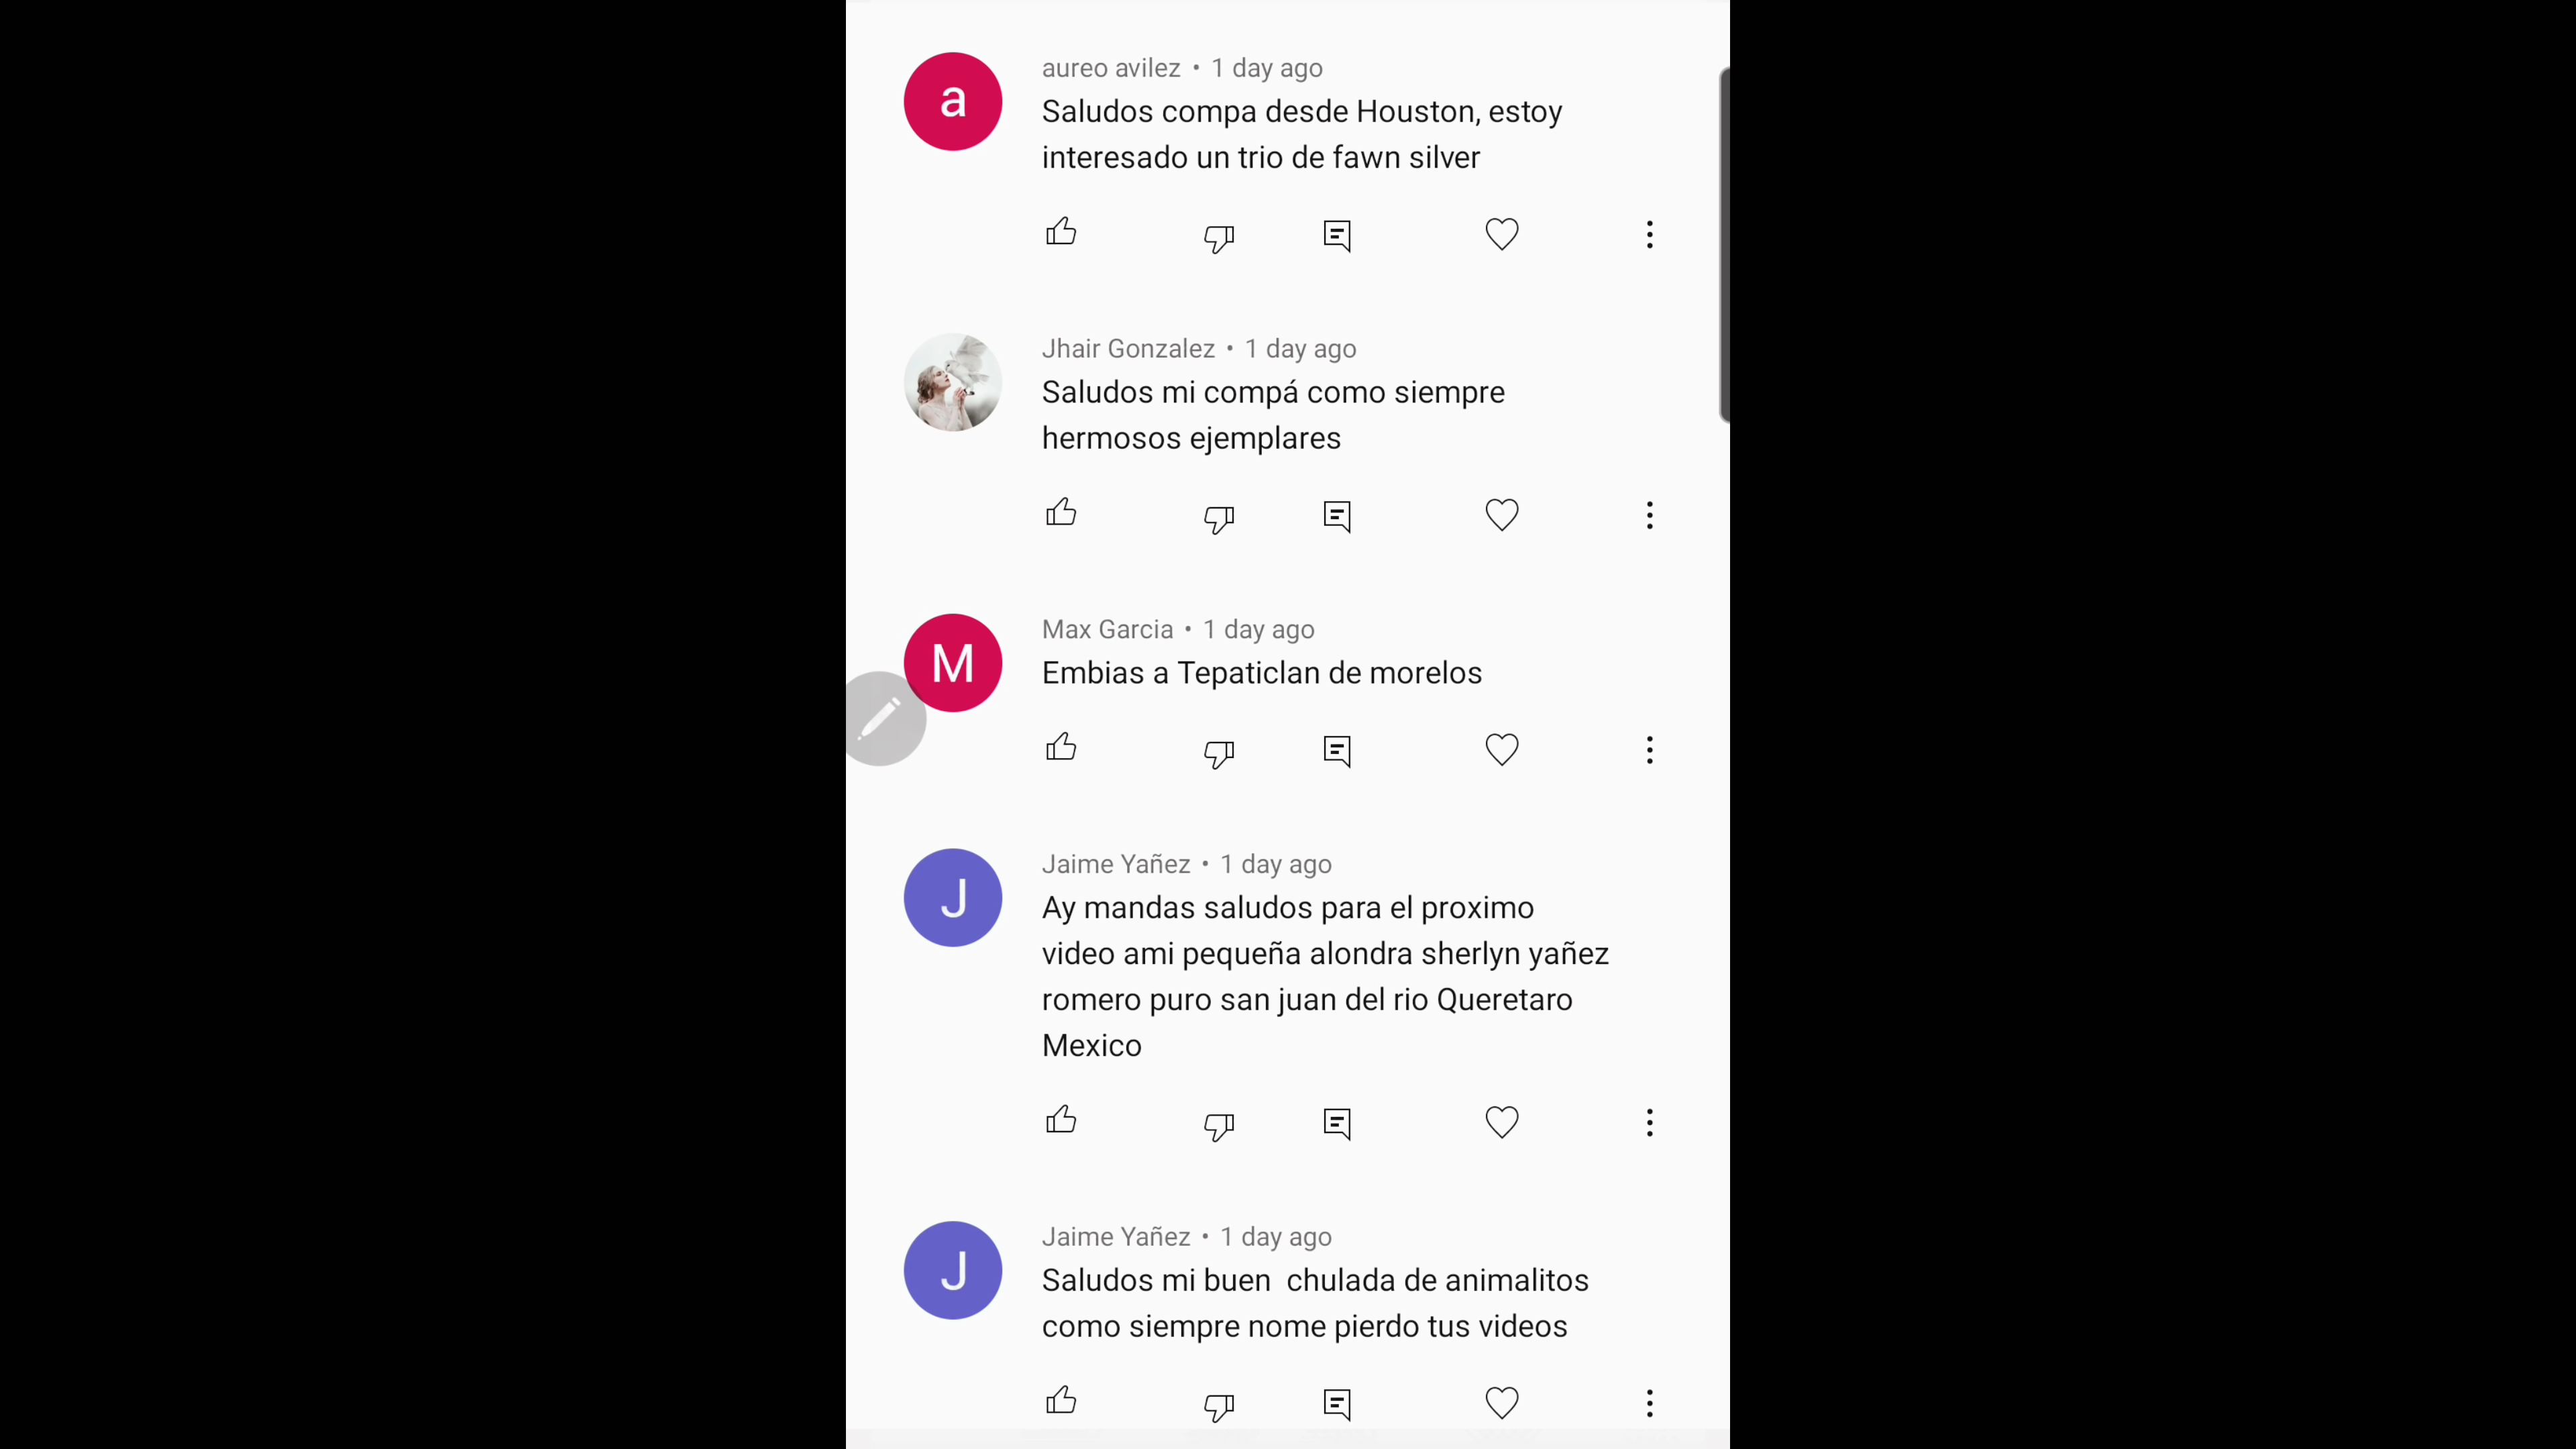 a
aureo avilez • 1 day ago
Saludos compa desde Houston, estoy
interesado un trio de fawn silver
Jhair Gonzalez • 1 day ago
Saludos mi compá como siempre
hermosos ejemplares
M
Max Garcia • 1 day ago
Embias a Tepaticlan de morelos
J
Jaime Yañez • 1 day ago
Ay mandas saludos para el proximo
video ami pequeña alondra sherlyn yañez
romero puro san juan del rio Queretaro
Mexico
J
Jaime Yañez • 1 day ago
Saludos mi buen  chulada de animalitos
como siempre nome pierdo tus videos